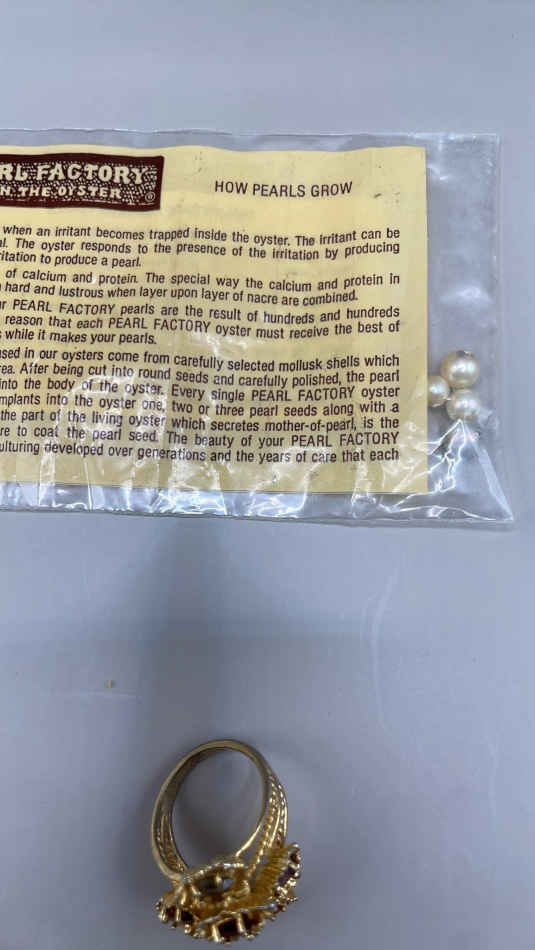 RL FACTORY
N THE OYSTER ®
HOW PEARLS GROW
when an irritant becomes trapped inside the oyster. The irritant can be
al. The oyster responds to the presence of the irritation by producing
ritation to produce a pearl.
of calcium and protein. The special way the calcium and protein in
hard and lustrous when layer upon layer of nacre are combined.
r PEARL FACTORY pearls are the result of hundreds and hundreds
reason that each PEARL FACTORY oyster must receive the best of
while it makes your pearls.
sed in our oysters come from carefully selected mollusk shells which
ea. After being cut into round seeds and carefully polished, the pearl
into the body of the oyster. Every single PEARL FACTORY oyster
mplants into the oyster one, two or three pearl seeds along with a
the part of the living oyster which secretes mother-of-pearl, is the
re to coat the pearl seed. The beauty of your PEARL FACTORY
ulturing developed over generations and the years of care that each